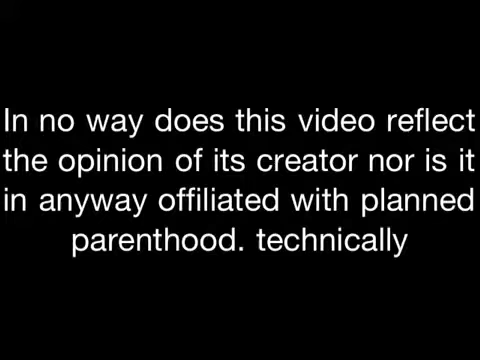 In no way does this video reflect
the opinion of its creator nor is it
in anyway offiliated with planned
parenthood. technically